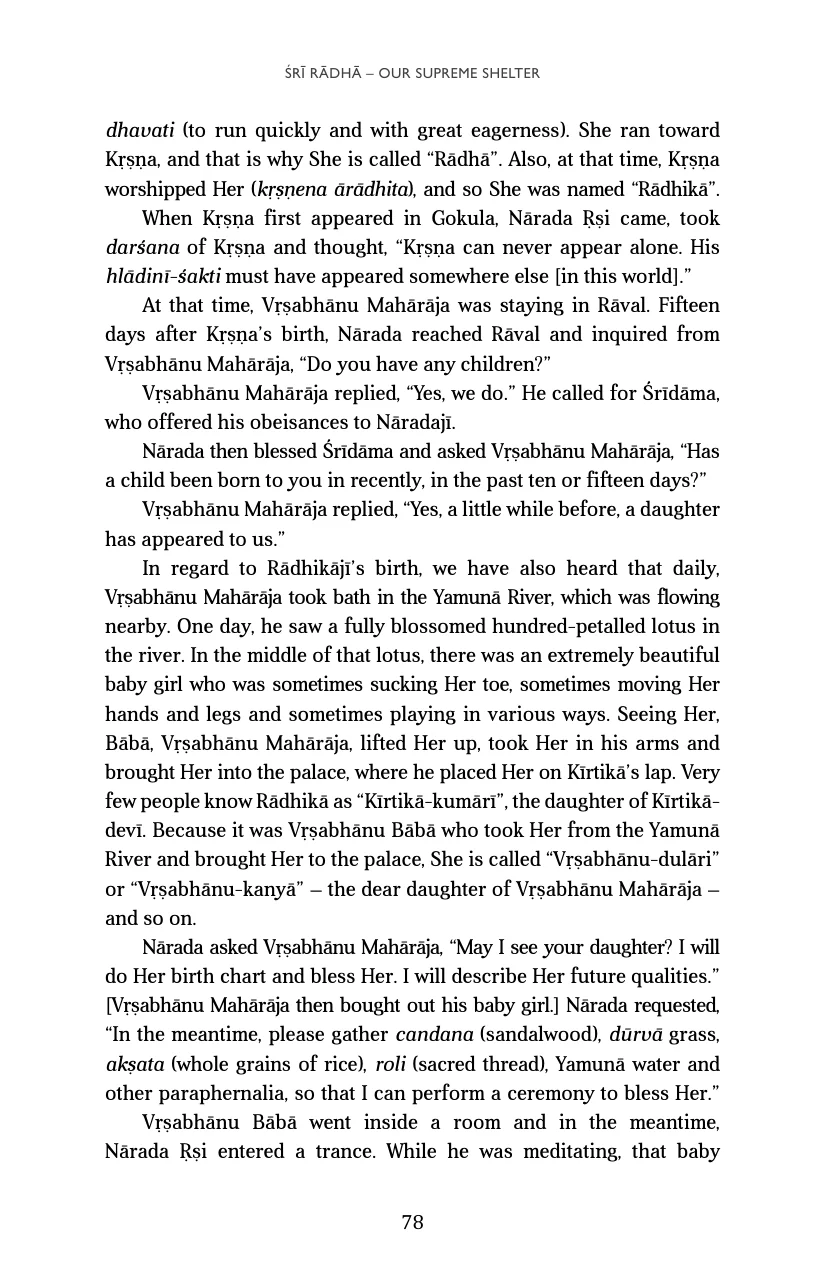 ŚRĪ RĀDHĀ – OUR SUPREME SHELTER
dhavati (to run quickly and with great eagerness). She ran toward
Kṛṣṇa, and that is why She is called “Rādhā”. Also, at that time, Kṛṣṇa
worshipped Her (kṛṣṇena ārādhita), and so She was named “Rādhikā”.
When Kṛṣṇa first appeared in Gokula, Nārada Ṛṣi came, took
darśana of Kṛṣṇa and thought, “Kṛṣṇa can never appear alone. His
hlādinī-śakti must have appeared somewhere else [in this world].”
At that time, Vṛṣabhānu Mahārāja was staying in Rāval. Fifteen
days after Kṛṣṇa’s birth, Nārada reached Rāval and inquired from
Vṛṣabhānu Mahārāja, “Do you have any children?”
Vṛṣabhānu Mahārāja replied, “Yes, we do.” He called for Śrīdāma,
who offered his obeisances to Nāradajī.
Nārada then blessed Śrīdāma and asked Vṛṣabhānu Mahārāja, “Has
a child been born to you in recently, in the past ten or fifteen days?”
Vṛṣabhānu Mahārāja replied, “Yes, a little while before, a daughter
has appeared to us.”
In regard to Rādhikājī’s birth, we have also heard that daily,
Vṛṣabhānu Mahārāja took bath in the Yamunā River, which was flowing
nearby. One day, he saw a fully blossomed hundred-petalled lotus in
the river. In the middle of that lotus, there was an extremely beautiful
baby girl who was sometimes sucking Her toe, sometimes moving Her
hands and legs and sometimes playing in various ways. Seeing Her,
Bābā, Vṛṣabhānu Mahārāja, lifted Her up, took Her in his arms and
brought Her into the palace, where he placed Her on Kīrtikā’s lap. Very
few people know Rādhikā as “Kīrtikā-kumārī”, the daughter of Kīrtikā-
devī. Because it was Vṛṣabhānu Bābā who took Her from the Yamunā
River and brought Her to the palace, She is called “Vṛṣabhānu-dulāri”
or “Vṛṣabhānu-kanyā” – the dear daughter of Vṛṣabhānu Mahārāja –
and so on.
Nārada asked Vṛṣabhānu Mahārāja, “May I see your daughter? I will
do Her birth chart and bless Her. I will describe Her future qualities.”
[Vṛṣabhānu Mahārāja then bought out his baby girl.] Nārada requested,
“In the meantime, please gather candana (sandalwood), dūrvā grass,
akṣata (whole grains of rice), roli (sacred thread), Yamunā water and
other paraphernalia, so that I can perform a ceremony to bless Her.”
Vṛṣabhānu Bābā went inside a room and in the meantime,
Nārada Ṛṣi entered a trance. While he was meditating, that baby
78